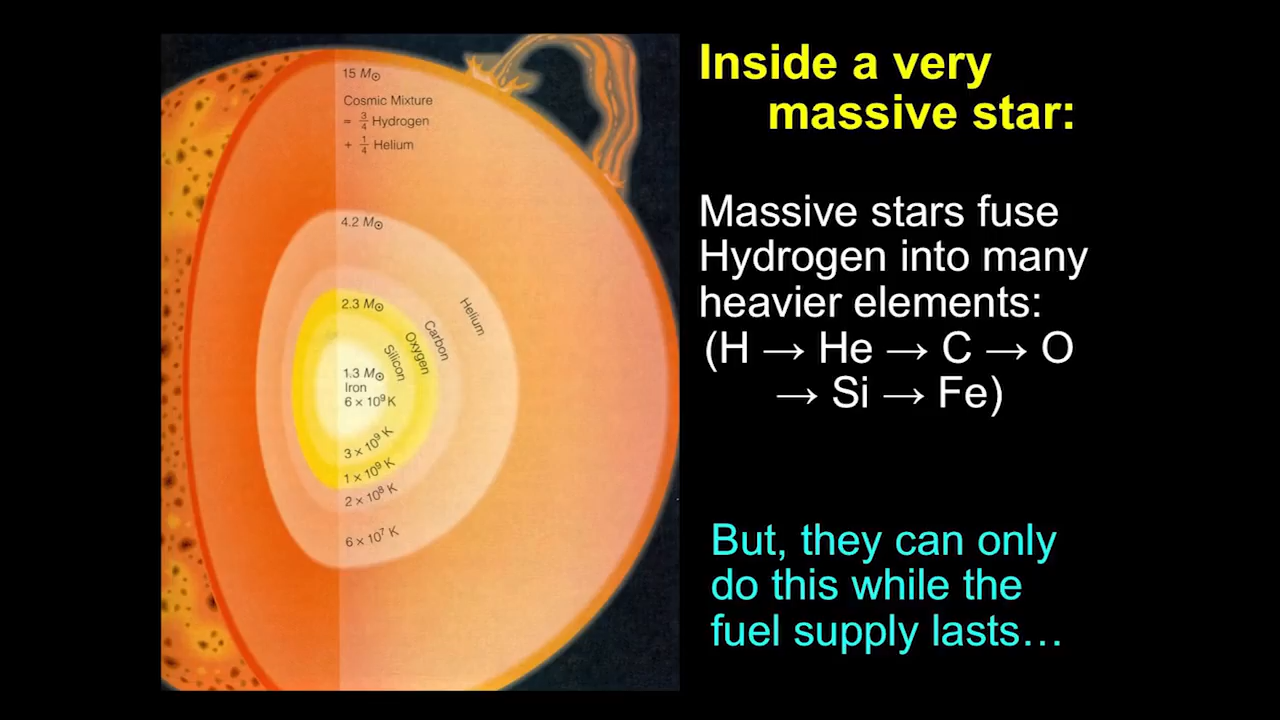 Inside a very
massive star:
Massive stars fuse
Hydrogen into many
heavier elements:
(H → He → C → O
→ Si → Fe)
But, they can only
do this while the
fuel supply lasts…
15 M☉
Cosmic Mixture
= 3/4 Hydrogen
+ 1/4 Helium
4.2 M☉
2.3 M☉
Helium
Carbon
Oxygen
Silicon
1.3 M☉
Iron
6 × 10⁹ K
3 × 10⁹ K
1 × 10⁹ K
2 × 10⁸ K
6 × 10⁷ K